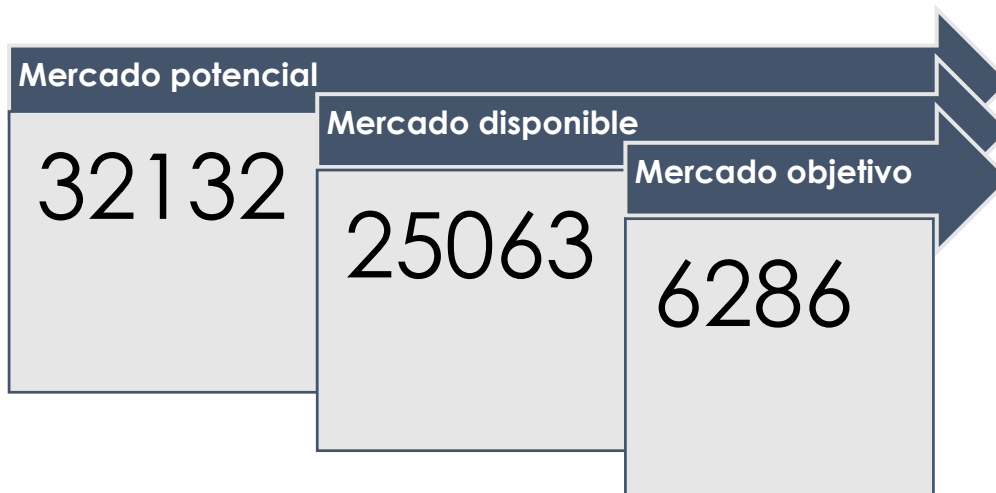 Mercado potencial
32132
Mercado disponible
25063
Mercado objetivo
6286